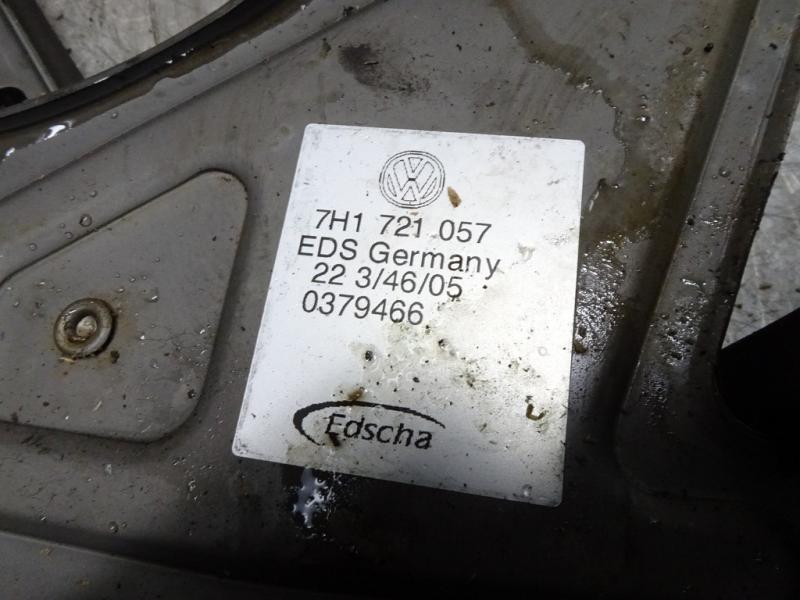 7H1 721 057
EDS Germany
22 3/46/05
0379466
Edscha